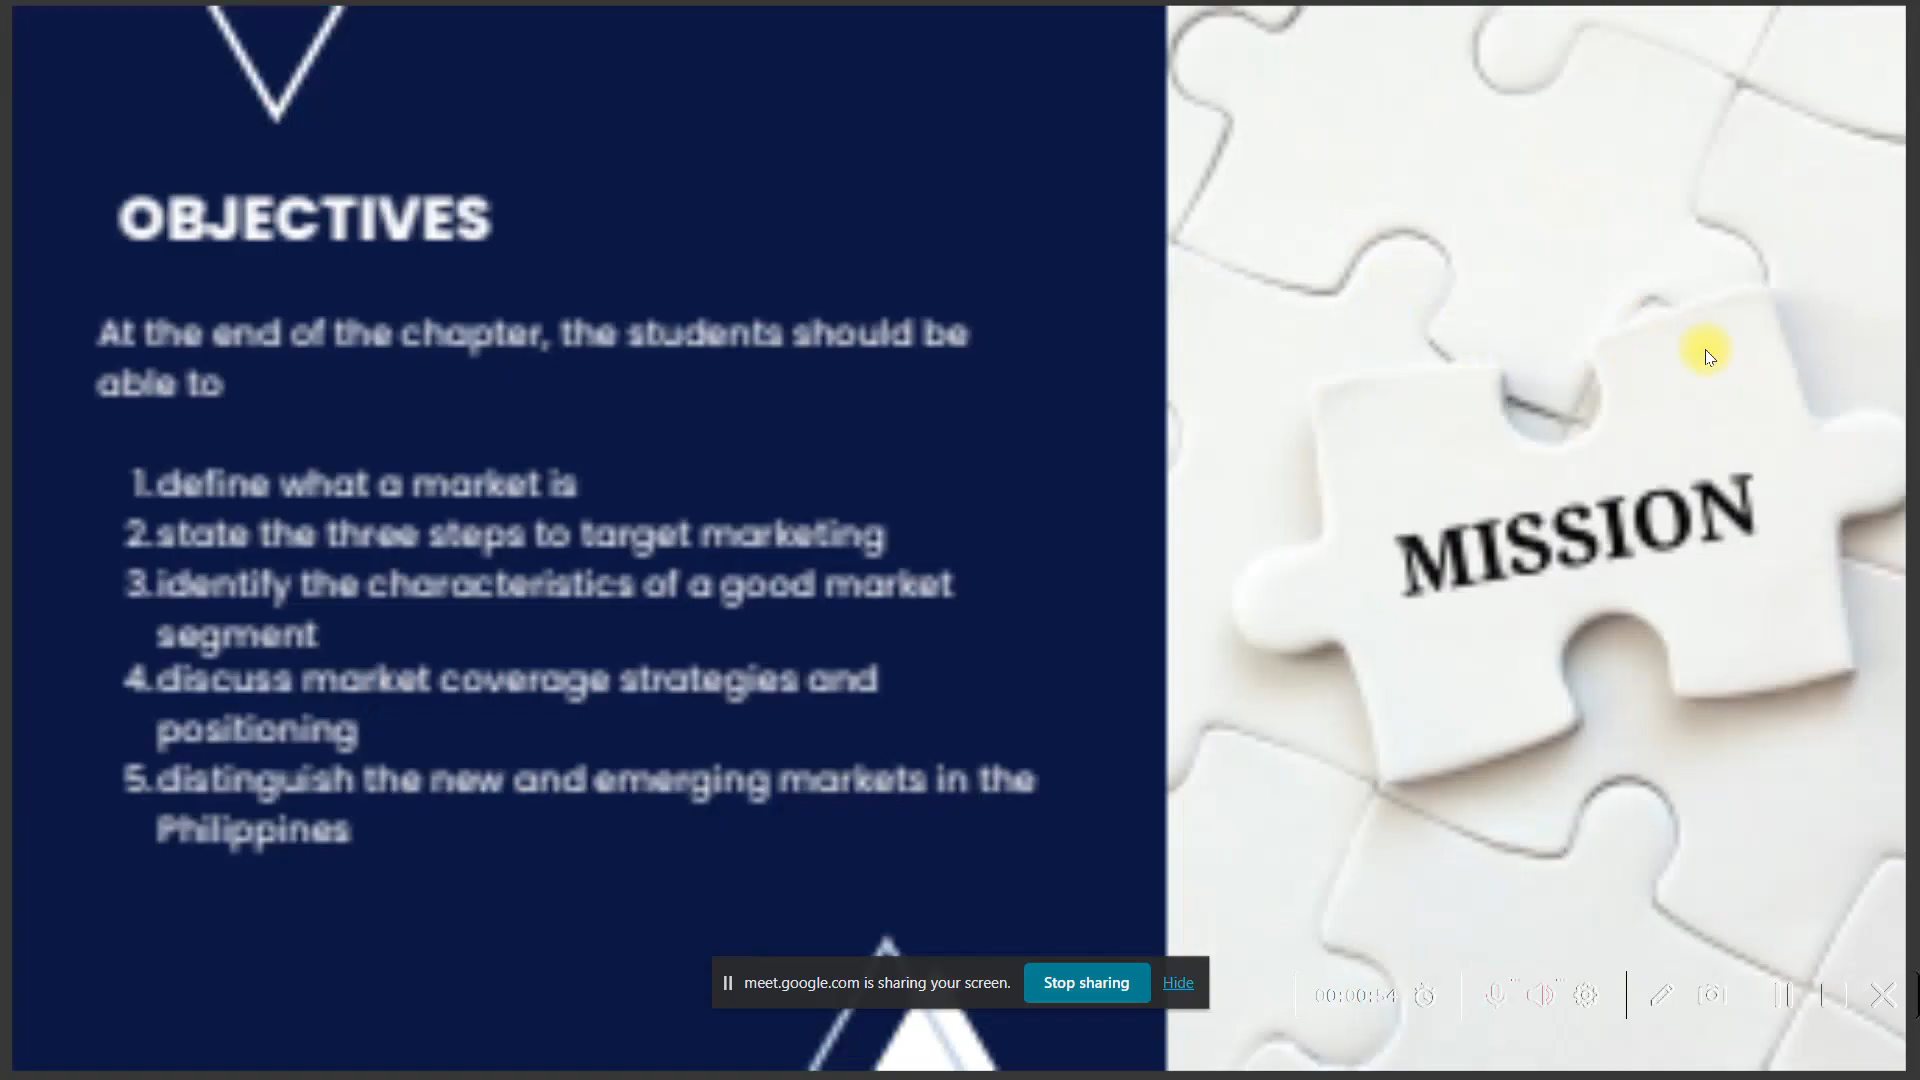 OBJECTIVES
At the end of the chapter, the students should be
able to
1.define what a market is
2.state the three steps to target marketing
3.identify the characteristics of a good market
segment
4.discuss market coverage strategies and
positioning
5.distinguish the new and emerging markets in the
Philippines
MISSION
meet.google.com is sharing your screen.
Stop sharing
Hide
00:00:54